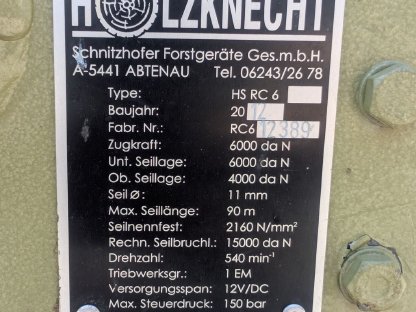 HOLZKNECHT
Schnitzhofer Forstgeräte Ges.m.b.H.
A-5441 ABTENAU Tel. 06243/26 78
Type: HS RC 6
Baujahr: 20 12
Fabr. Nr.: RC6 12389
Zugkraft: 6000 da N
Unt. Seillage: 6000 da N
Ob. Seillage: 4000 da N
Seil Ø: 11 mm
Max. Seillänge: 90 m
Seilnennfest: 2160 N/mm²
Rechn. Seilbruchl.: 15000 da N
Drehzahl: 540 min⁻¹
Triebwerksgr.: 1 EM
Versorgungsspan: 12V/DC
Max. Steuerdruck: 150 bar